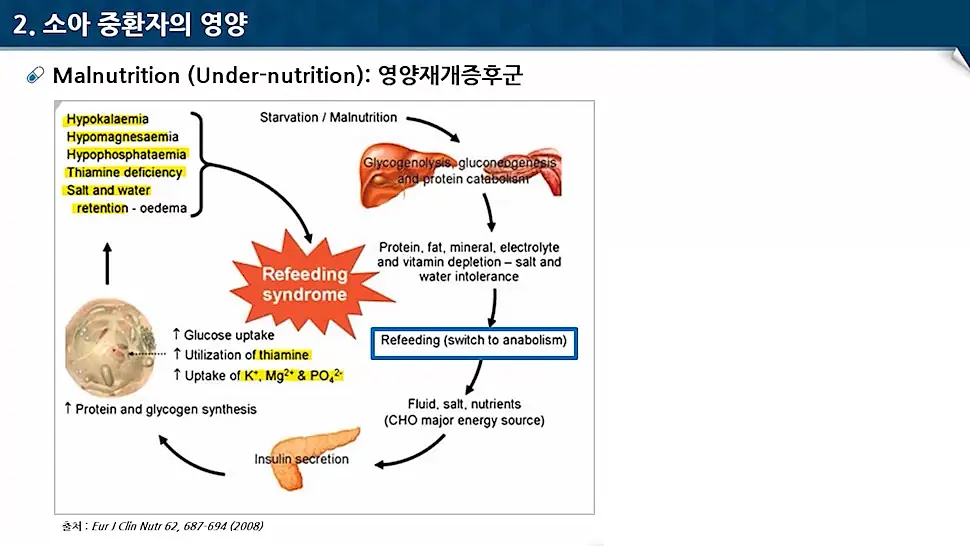 2. 소아 중환자의 영양
Malnutrition (Under-nutrition): 영양재개증후군
Hypokalaemia
Hypomagnesaemia
Hypophosphataemia
Thiamine deficiency
Salt and water
retention - oedema
Starvation / Malnutrition
Glycogenolysis, gluconeogenesis
and protein catabolism
Protein, fat, mineral, electrolyte
and vitamin depletion – salt and
water intolerance
Refeeding
syndrome
Refeeding (switch to anabolism)
↑ Glucose uptake
↑ Utilization of thiamine
↑ Uptake of K⁺, Mg²⁺ & PO₄²⁻
↑ Protein and glycogen synthesis
Fluid, salt, nutrients
(CHO major energy source)
Insulin secretion
출처 : Eur J Clin Nutr 62, 687-694 (2008)